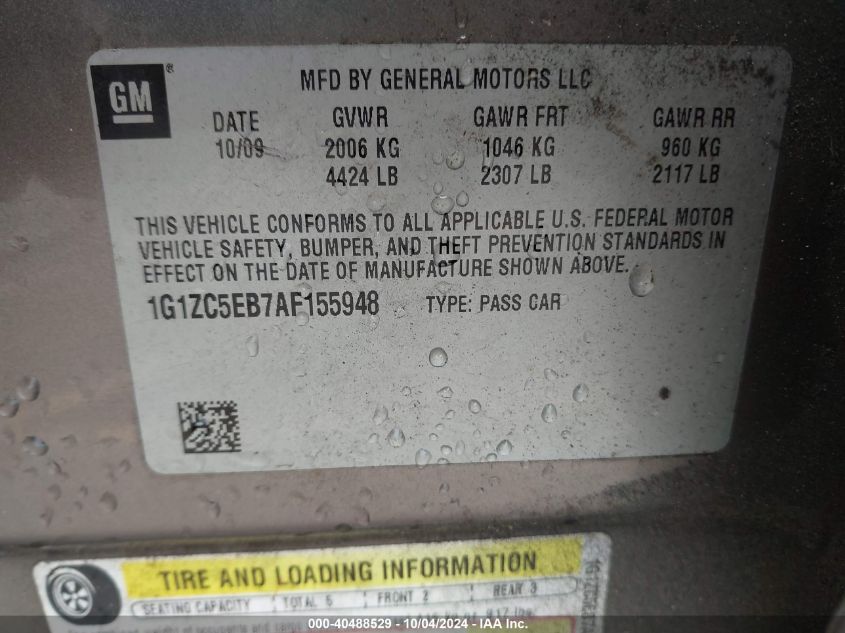 GM ®
MFD BY GENERAL MOTORS LLC
DATE GVWR GAWR FRT GAWR RR
10/09 2006 KG 1046 KG 960 KG
4424 LB 2307 LB 2117 LB
THIS VEHICLE CONFORMS TO ALL APPLICABLE U.S. FEDERAL MOTOR
VEHICLE SAFETY, BUMPER, AND THEFT PREVENTION STANDARDS IN
EFFECT ON THE DATE OF MANUFACTURE SHOWN ABOVE.
1G1ZC5EB7AF155948 TYPE: PASS CAR
TIRE AND LOADING INFORMATION
SEATING CAPACITY TOTAL 5 FRONT 2 REAR 3
000-40488529 - 10/04/2024 - IAA Inc.